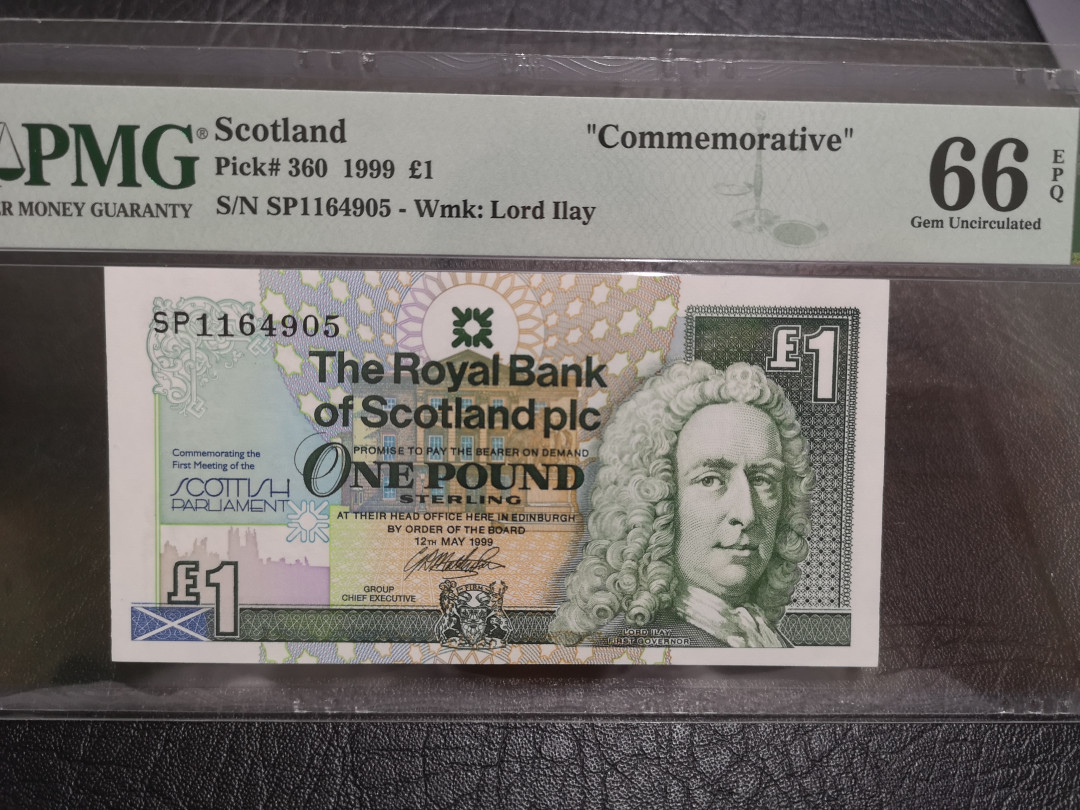 PMG®
R MONEY GUARANTY
Scotland
Pick# 360 1999 £1
S/N SP1164905 - Wmk: Lord Ilay
"Commemorative"
66
EPQ
Gem Uncirculated
SP1164905
£1
The Royal Bank
of Scotland plc
PROMISE TO PAY THE BEARER ON DEMAND
ONE POUND
STERLING
AT THEIR HEAD OFFICE HERE IN EDINBURGH
BY ORDER OF THE BOARD
12TH MAY 1999
GROUP
CHIEF EXECUTIVE
Commemorating the
First Meeting of the
SCOTTISH
PARLIAMENT
£1
LORD ILAY
FIRST GOVERNOR